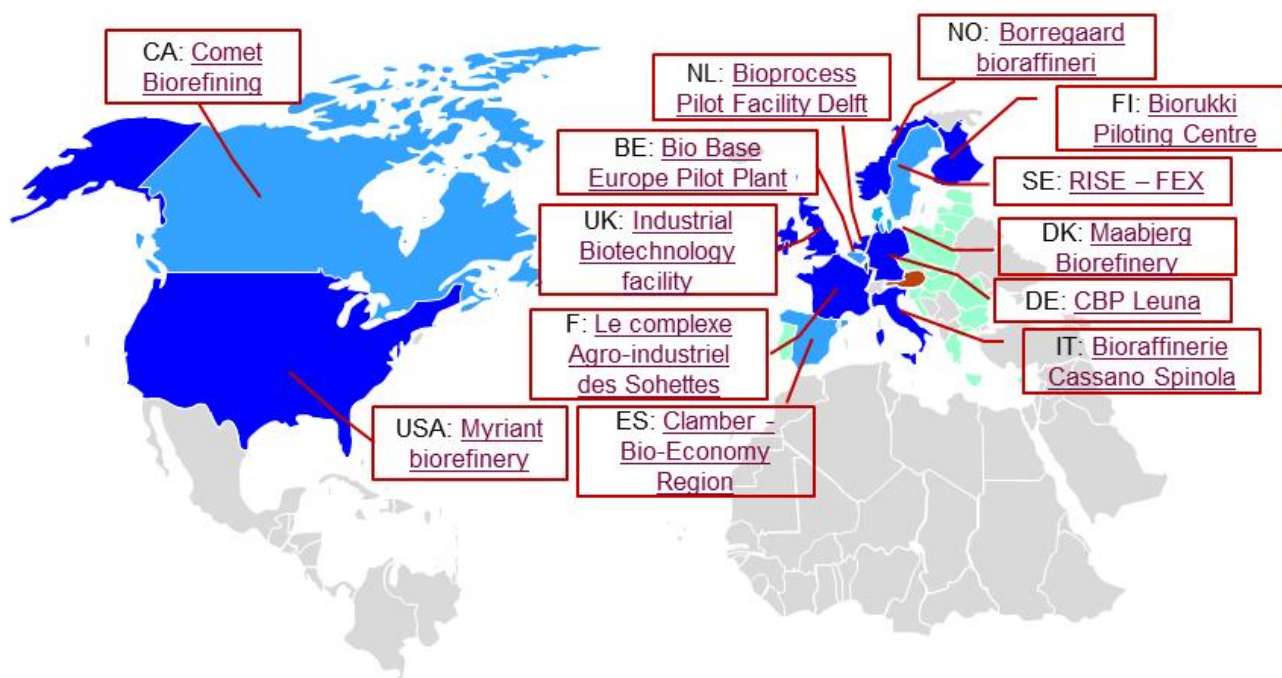 CA: Comet
Biorefining
NO: Borregaard
bioraffineri
NL: Bioprocess
Pilot Facility Delft
FI: Biorukki
Piloting Centre
BE: Bio Base
Europe Pilot Plant
SE: RISE – FEX
UK: Industrial
Biotechnology
facility
DK: Maabjerg
Biorefinery
DE: CBP Leuna
F: Le complexe
Agro-industriel
des Sohettes
IT: Bioraffinerie
Cassano Spinola
USA: Myriant
biorefinery
ES: Clamber -
Bio-Economy
Region